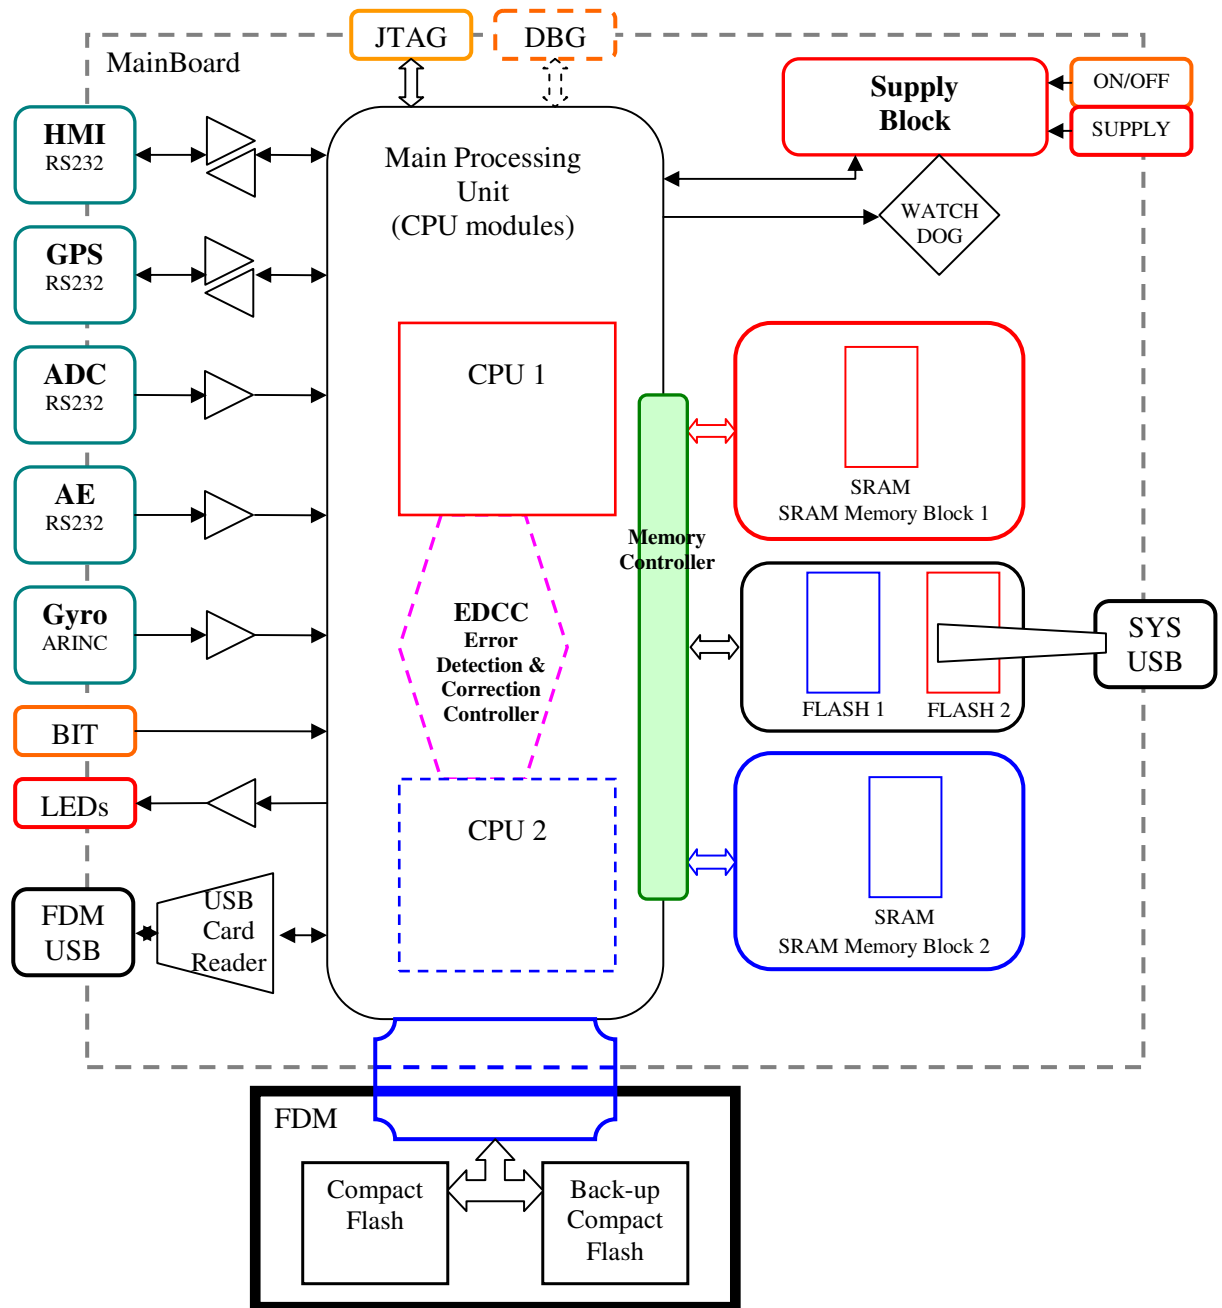 JTAG
DBG
MainBoard
Supply
Block
ON/OFF
SUPPLY
HMI
RS232
Main Processing
Unit
(CPU modules)
WATCH
DOG
GPS
RS232
ADC
RS232
CPU 1
SRAM
SRAM Memory Block 1
AE
RS232
Memory
Controller
Gyro
ARINC
EDCC
Error
Detection &
Correction
Controller
FLASH 1
FLASH 2
SYS
USB
BIT
LEDs
CPU 2
FDM
USB
USB
Card
Reader
SRAM
SRAM Memory Block 2
FDM
Compact
Flash
Back-up
Compact
Flash